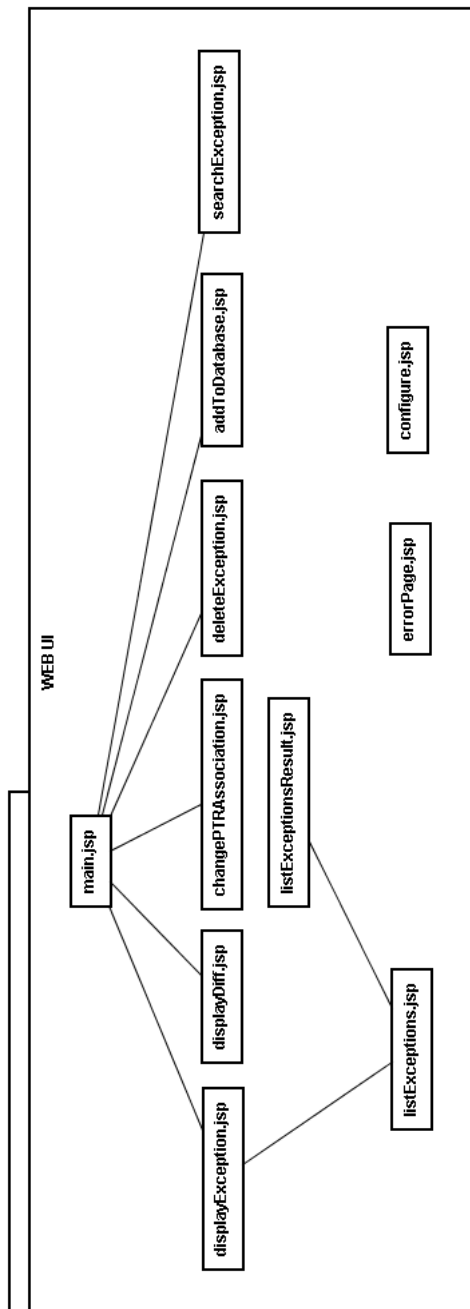 WEB UI
main.jsp
displayException.jsp
displayDiff.jsp
changePTRAssociation.jsp
deleteException.jsp
addToDatabase.jsp
searchException.jsp
listExceptionsResult.jsp
listExceptions.jsp
errorPage.jsp
configure.jsp